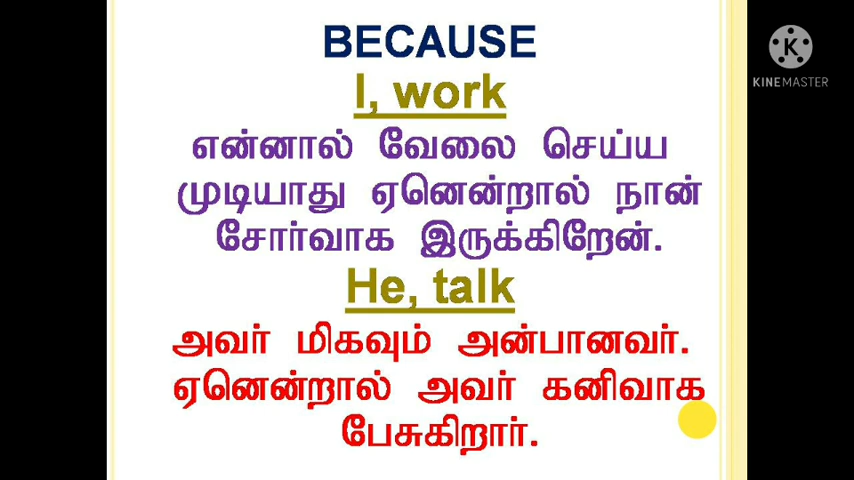 BECAUSE
I, work
என்னால் வேலை செய்ய
முடியாது ஏனென்றால் நான்
சோர்வாக இருக்கிறேன்.
He, talk
அவர் மிகவும் அன்பானவர்.
ஏனென்றால் அவர் கனிவாக
பேசுகிறார்.
K
KINEMASTER